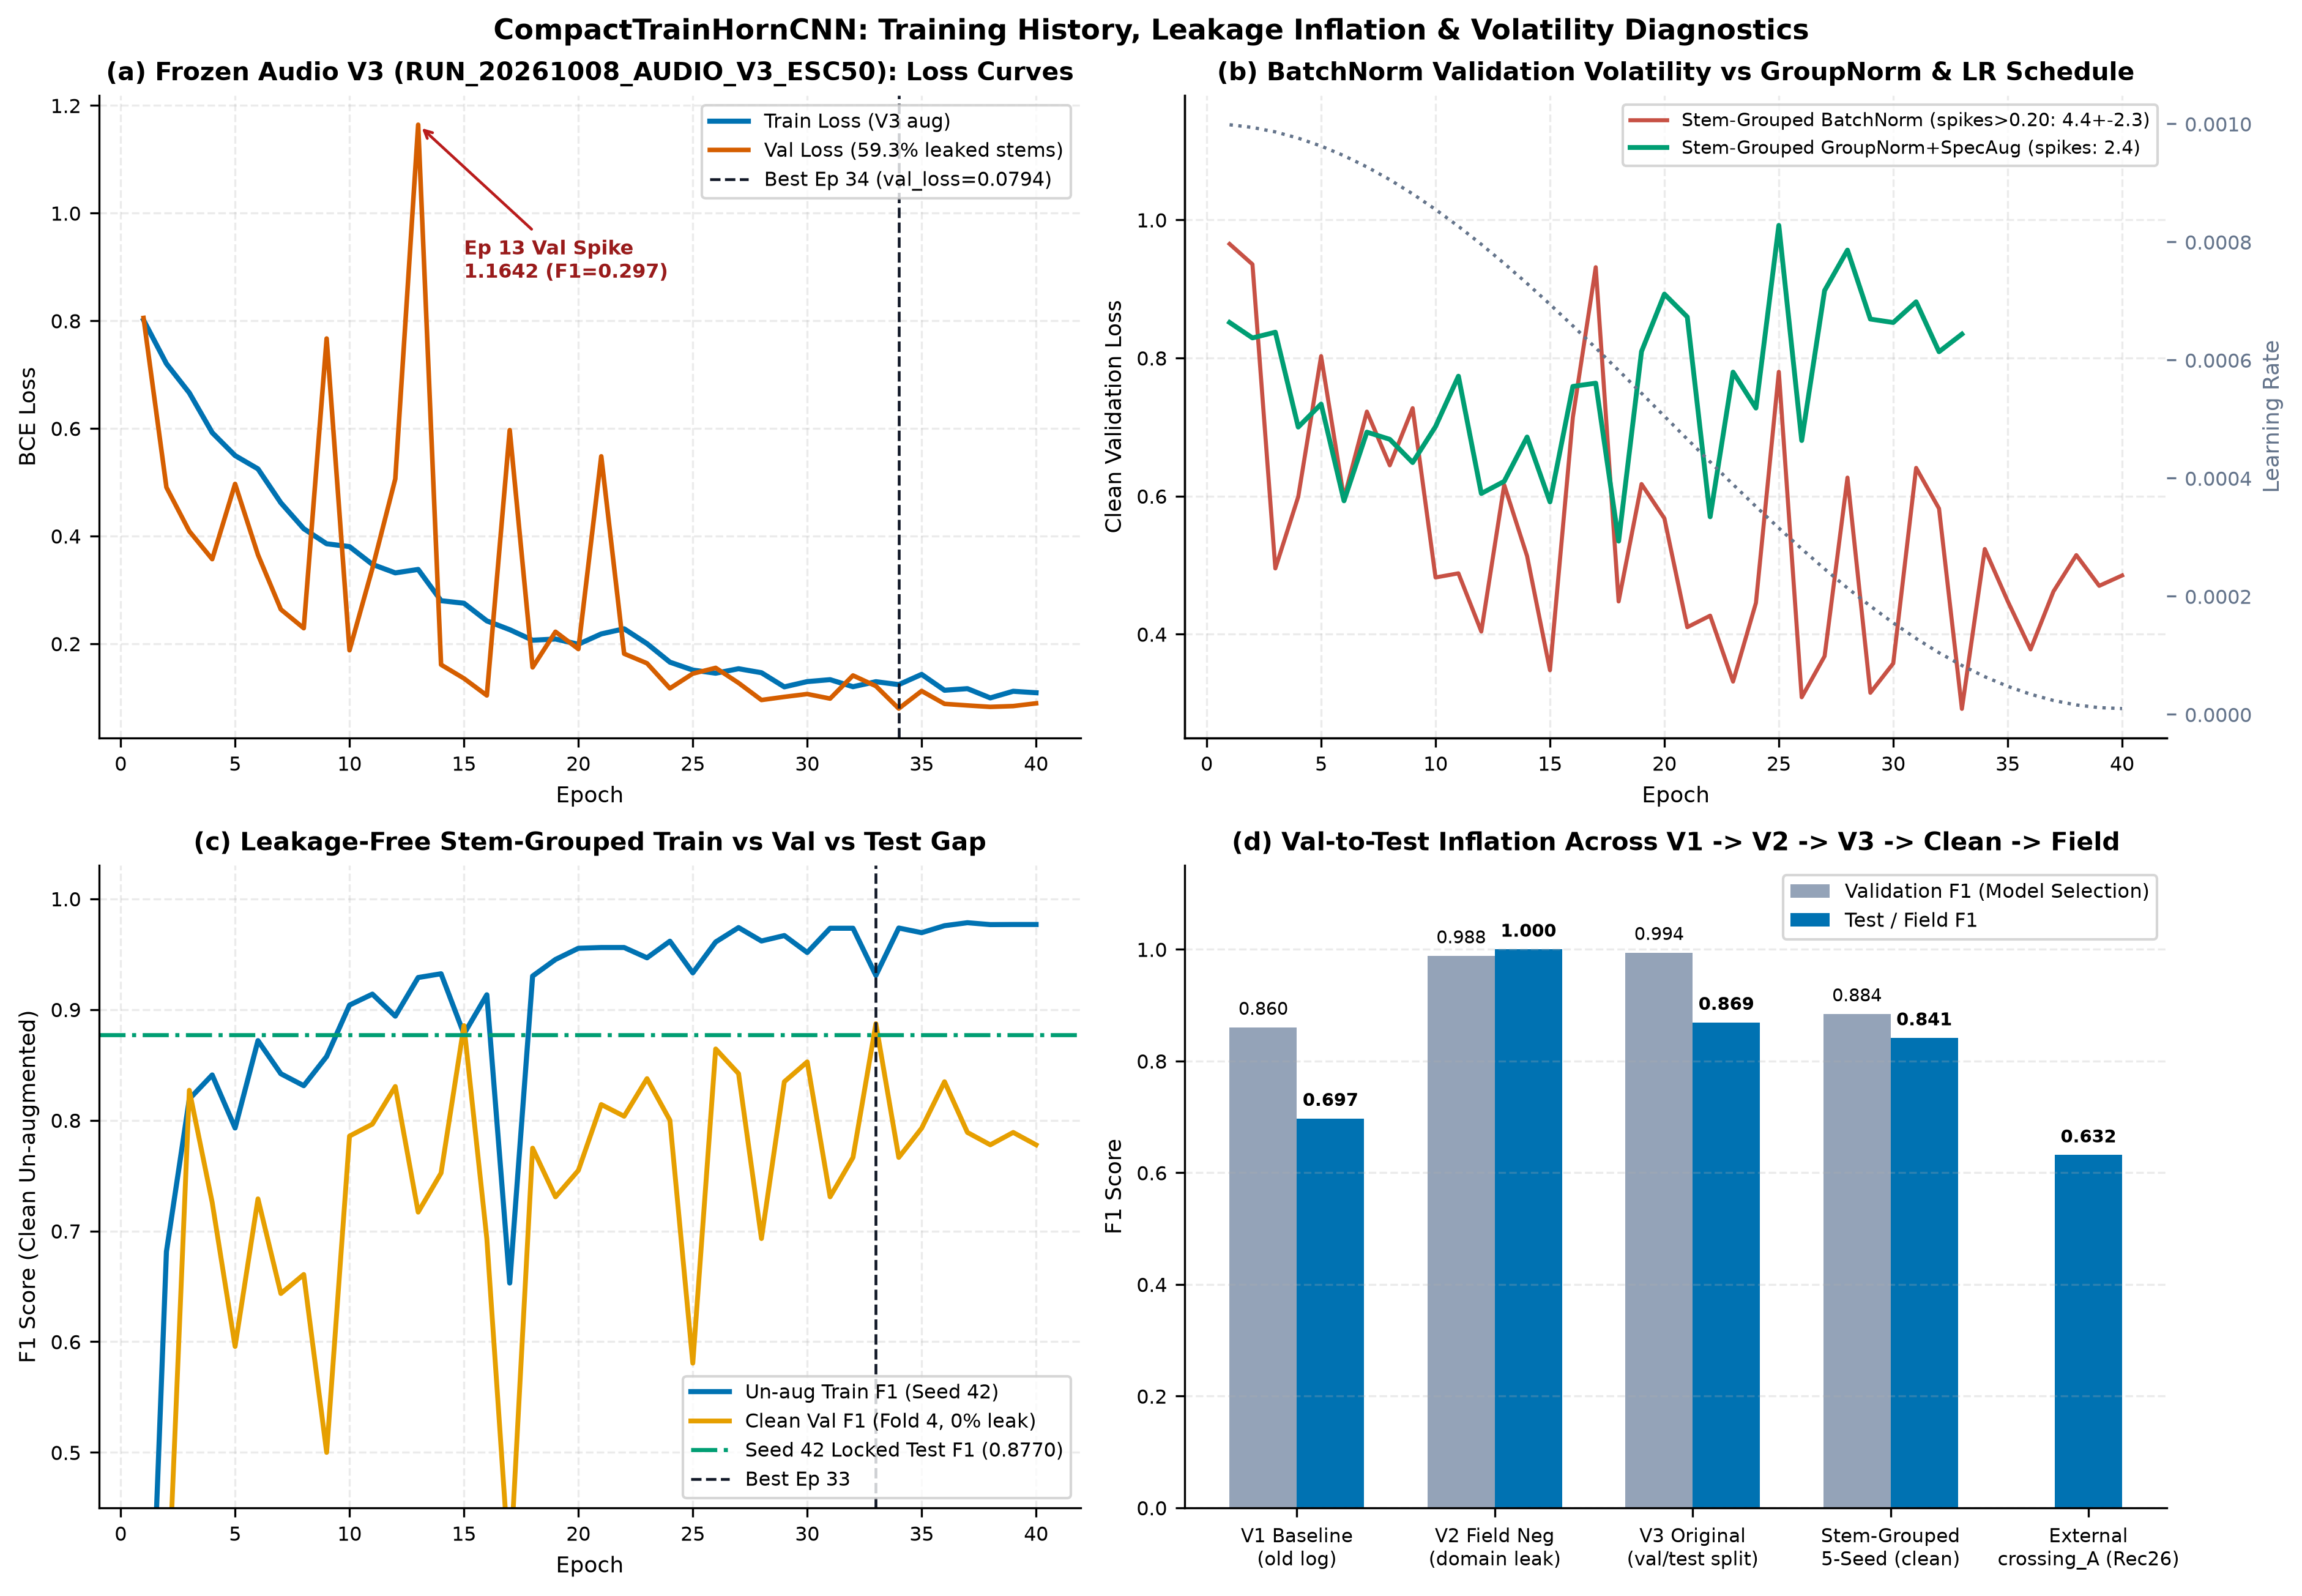 CompactTrainHornCNN: Training History, Leakage Inflation & Volatility Diagnostics
(a) Frozen Audio V3 (RUN_20261008_AUDIO_V3_ESC50): Loss Curves
1.2
1.0
0.8
0.6
0.4
0.2
BCE Loss
Train Loss (V3 aug)
Val Loss (59.3% leaked stems)
Best Ep 34 (val_loss=0.0794)
Ep 13 Val Spike
1.1642 (F1=0.297)
0 5 10 15 20 25 30 35 40
Epoch
(b) BatchNorm Validation Volatility vs GroupNorm & LR Schedule
1.0
0.8
0.6
0.4
Clean Validation Loss
Stem-Grouped BatchNorm (spikes>0.20: 4.4+-2.3)
Stem-Grouped GroupNorm+SpecAug (spikes: 2.4)
0.0010
0.0008
0.0006
0.0004
0.0002
0.0000
Learning Rate
0 5 10 15 20 25 30 35 40
Epoch
(c) Leakage-Free Stem-Grouped Train vs Val vs Test Gap
1.0
0.9
0.8
0.7
0.6
0.5
F1 Score (Clean Un-augmented)
Un-aug Train F1 (Seed 42)
Clean Val F1 (Fold 4, 0% leak)
Seed 42 Locked Test F1 (0.8770)
Best Ep 33
0 5 10 15 20 25 30 35 40
Epoch
(d) Val-to-Test Inflation Across V1 -> V2 -> V3 -> Clean -> Field
Validation F1 (Model Selection)
Test / Field F1
1.0
0.8
0.6
0.4
0.2
0.0
F1 Score
0.860
0.697
0.988
1.000
0.994
0.869
0.884
0.841
0.632
V1 Baseline
(old log)
V2 Field Neg
(domain leak)
V3 Original
(val/test split)
Stem-Grouped
5-Seed (clean)
External
crossing_A (Rec26)